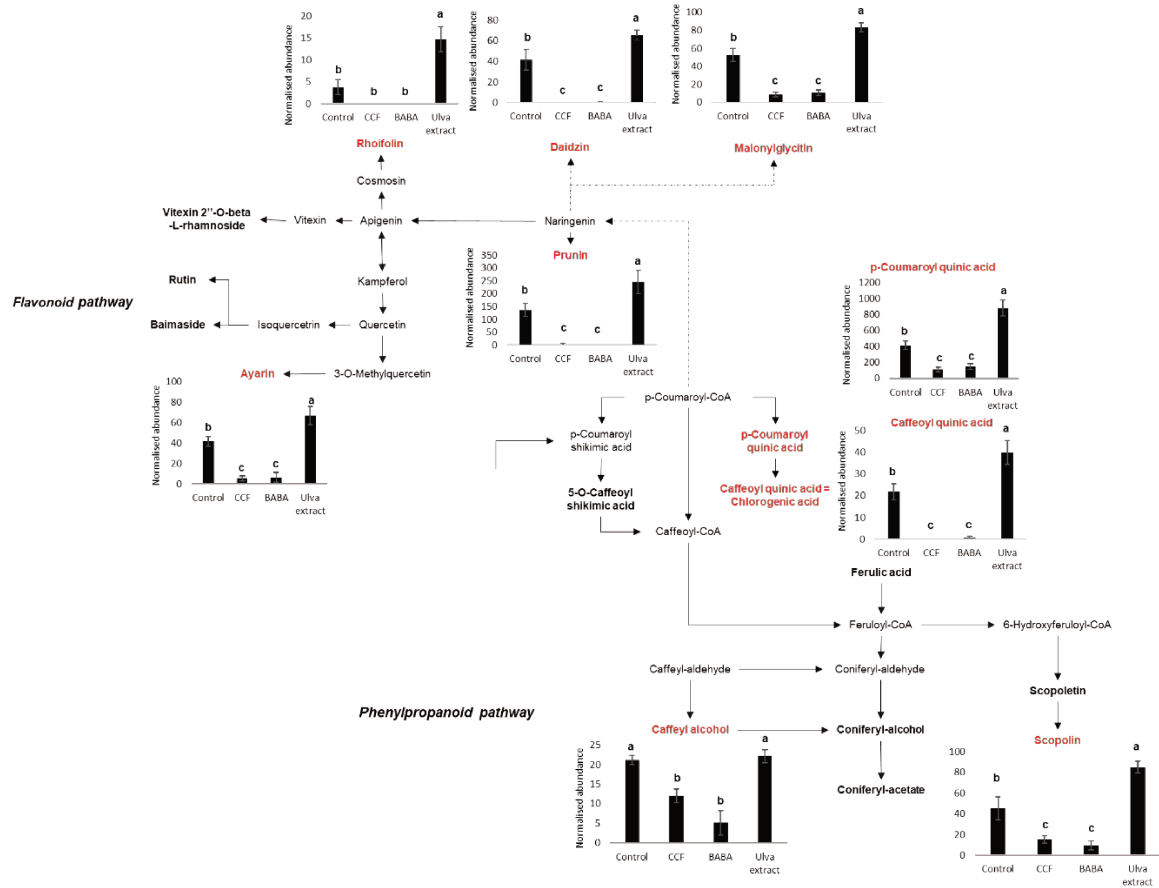 Normalised abundance
20
15
10
5
0
b
b
b
a
Control
CCF
BABA
Ulva
extract
Normalised abundance
80
60
40
20
0
b
c
c
a
Control
CCF
BABA
Ulva
extract
Normalised abundance
100
80
60
40
20
0
b
c
c
a
Control
CCF
BABA
Ulva
extract
Rhoifolin
Daidzin
Malonylglycitin
Cosmosin
Vitexin 2''-O-beta
-L-rhamnoside
Vitexin
Apigenin
Naringenin
Prunin
Normalised abundance
350
300
250
200
150
100
50
0
b
c
c
a
Control
CCF
BABA
Ulva
extract
Rutin
Kampferol
Flavonoid pathway
Baimaside
Isoquercetrin
Quercetin
Ayarin
3-O-Methylquercetin
Normalised abundance
100
80
60
40
20
0
b
c
c
a
Control
CCF
BABA
Ulva
extract
p-Coumaroyl quinic acid
Normalised abundance
1200
1000
800
600
400
200
0
b
c
c
a
Control
CCF
BABA
Ulva
extract
p-Coumaroyl-CoA
p-Coumaroyl
shikimic acid
p-Coumaroyl
quinic acid
5-O-Caffeoyl
shikimic acid
Caffeoyl quinic acid =
Chlorogenic acid
Caffeoyl-CoA
Caffeoyl quinic acid
Normalised abundance
50
40
30
20
10
0
b
c
c
a
Control
CCF
BABA
Ulva
extract
Ferulic acid
Feruloyl-CoA
6-Hydroxyferuloyl-CoA
Caffeyl-aldehyde
Coniferyl-aldehyde
Scopoletin
Phenylpropanoid pathway
Caffeyl alcohol
Coniferyl-alcohol
Scopolin
Coniferyl-acetate
Normalised abundance
25
20
15
10
5
0
a
b
b
a
Control
CCF
BABA
Ulva
extract
Normalised abundance
100
80
60
40
20
0
b
c
c
a
Control
CCF
BABA
Ulva
extract